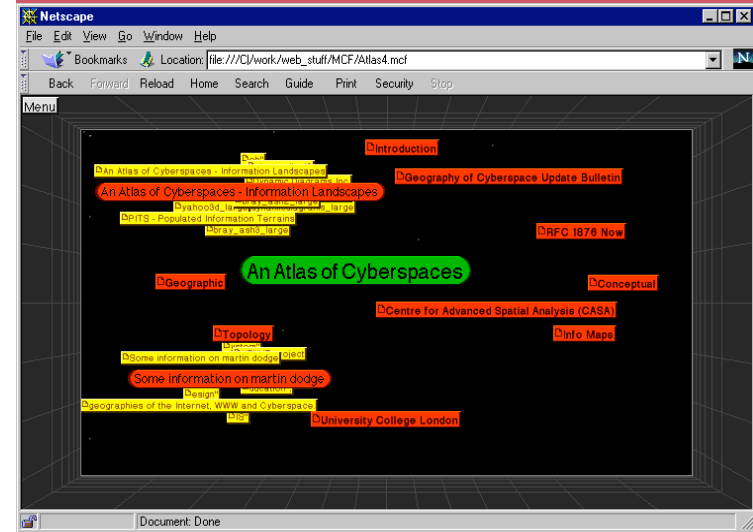 Netscape
File Edit View Go Window Help
Bookmarks Location: file:///C|/work/web_stuff/MCF/Atlas4.mcf
N
Back Forward Reload Home Search Guide Print Security Stop
Menu
Introduction
An Atlas of Cyberspaces - Information Landscapes
Geography of Cyberspace Update Bulletin
An Atlas of Cyberspaces - Information Landscapes
yahoo3d_la
s_large
PITS - Populated Information Terrains
bray_ash3_large
RFC 1876 Now
An Atlas of Cyberspaces
Geographic
Conceptual
Centre for Advanced Spatial Analysis (CASA)
Topology
Info Maps
Some information on martin dodge
oject
Some information on martin dodge
esign"
geographies of the Internet, WWW and Cyberspace
University College London
Document: Done